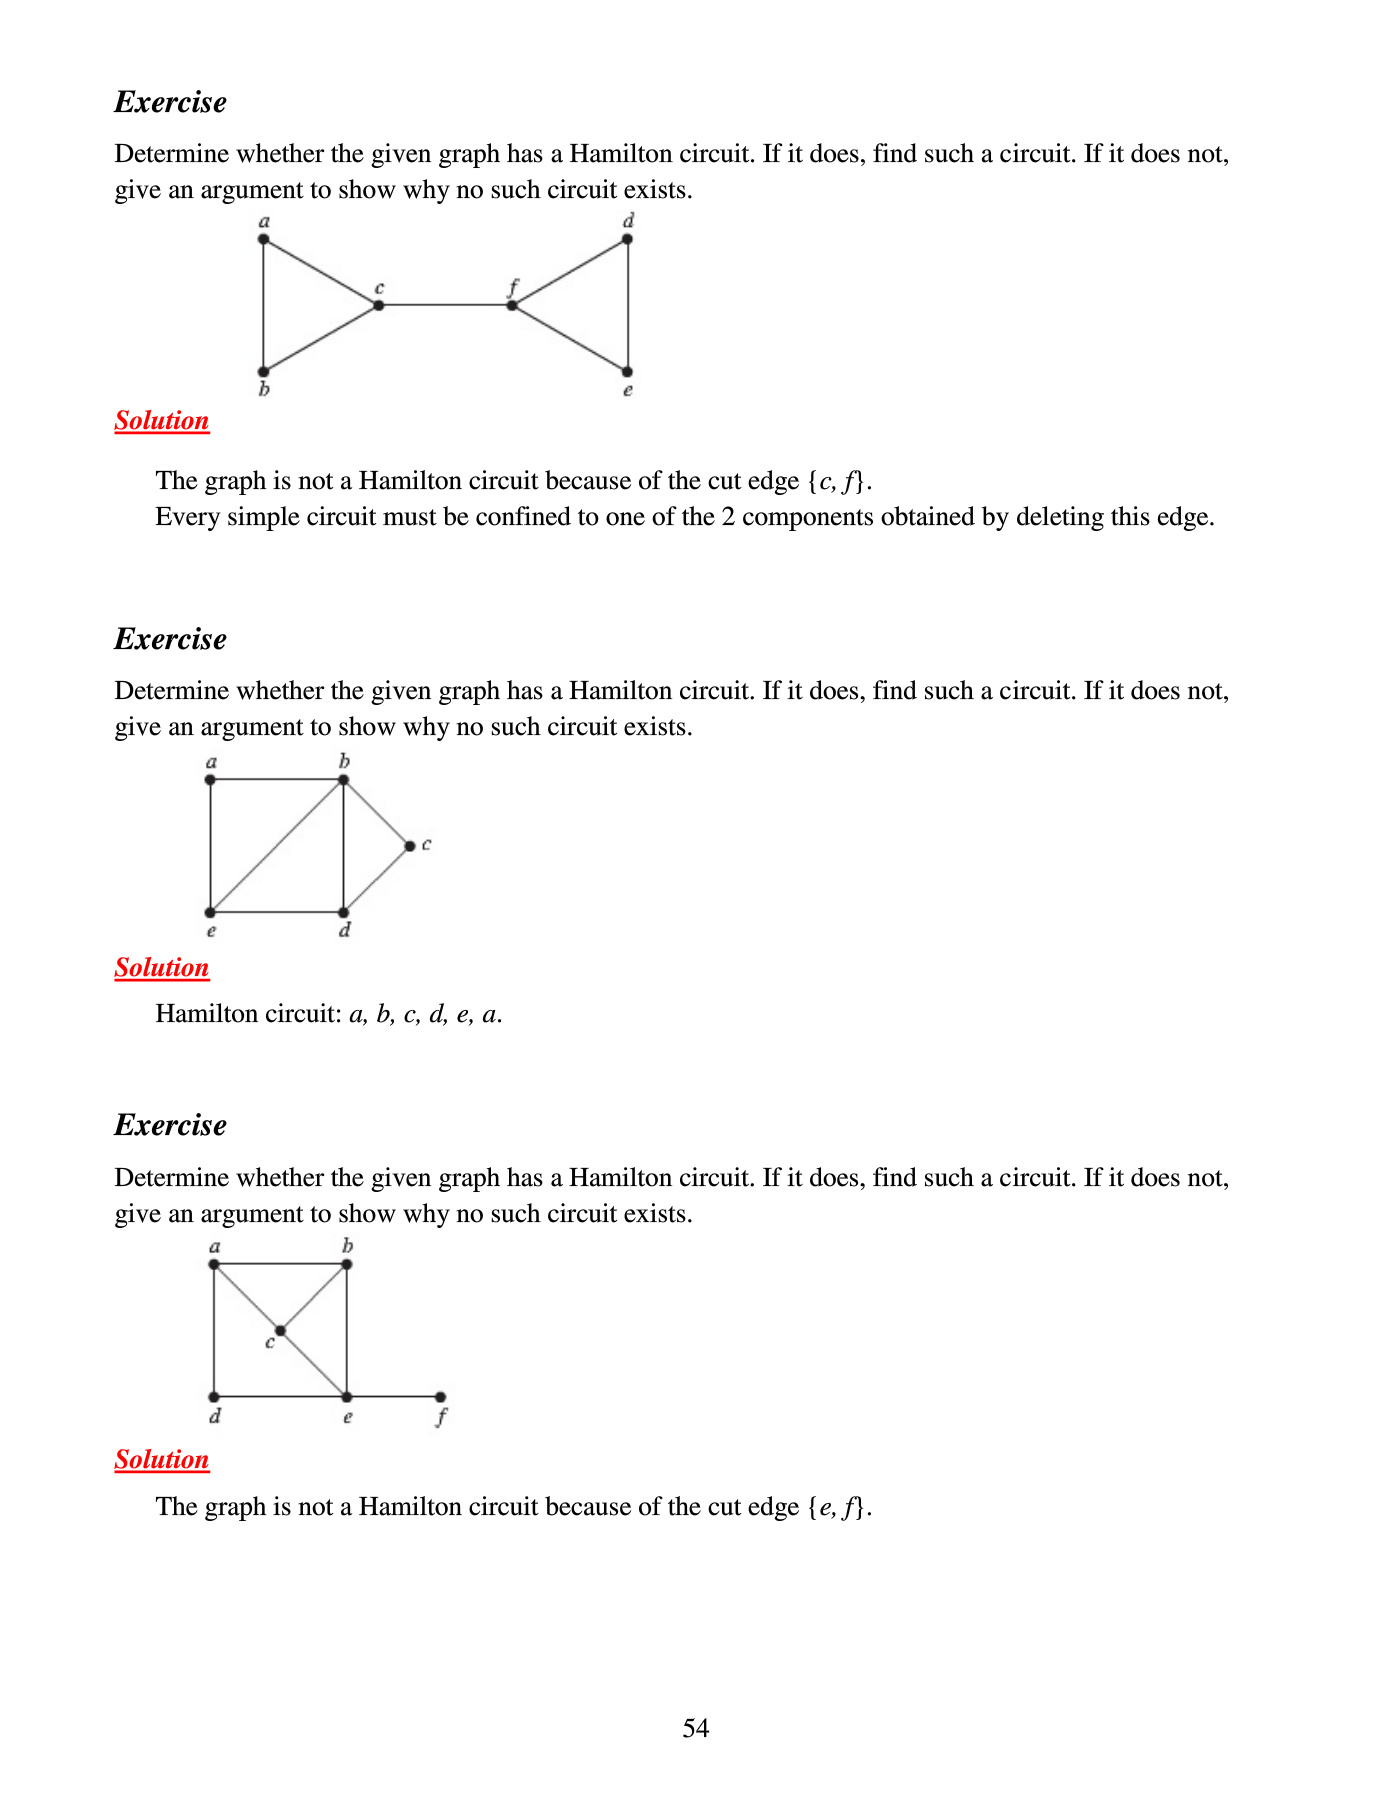 Exercise
Determine whether the given graph has a Hamilton circuit. If it does, find such a circuit. If it does not,
give an argument to show why no such circuit exists.
a
d
c
f
b
e
Solution
The graph is not a Hamilton circuit because of the cut edge {c, f}.
Every simple circuit must be confined to one of the 2 components obtained by deleting this edge.
Exercise
Determine whether the given graph has a Hamilton circuit. If it does, find such a circuit. If it does not,
give an argument to show why no such circuit exists.
a
b
c
e
d
Solution
Hamilton circuit: a, b, c, d, e, a.
Exercise
Determine whether the given graph has a Hamilton circuit. If it does, find such a circuit. If it does not,
give an argument to show why no such circuit exists.
a
b
c
d
e
f
Solution
The graph is not a Hamilton circuit because of the cut edge {e, f}.
54